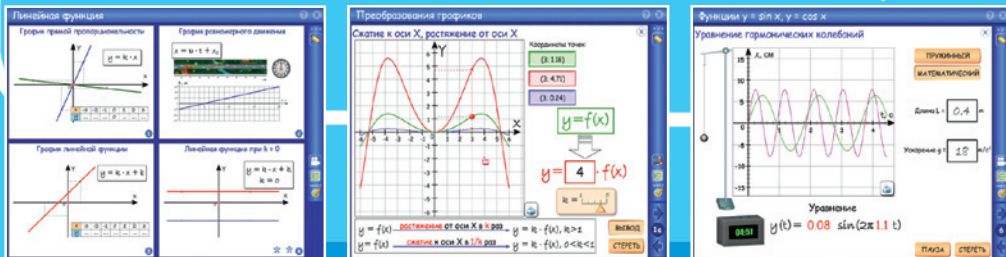 Линейная функция
График прямой пропорциональности
y = k · x
График равномерного движения
x = v · t + x₀
График линейной функции
y = k · x + b
Линейная функция при k = 0
y = k · x + b
k = 0
Преобразования графиков
Сжатие к оси X, растяжение от оси X
Координаты точек:
(3; 1.18)
(3; 4.71)
(3; 0.24)
y=f(x)
y= 4 · f(x)
k =
y = f(x) растяжение от оси X в k раз y = k · f(x), k>1
y = f(x) сжатие к оси X в 1/k раз y = k · f(x), 0<k<1
ВЫВОД
СТЕРЕТЬ
Функции y = sin x, y = cos x
Уравнение гармонических колебаний
x, см
t, c
ПРУЖИННЫЙ
МАТЕМАТИЧЕСКИЙ
Длина L = 0,4 м
Ускорение g = 18 м/с²
Уравнение
y(t) = 0.08 sin(2π 1.1 t)
ПАУЗА СТЕРЕТЬ